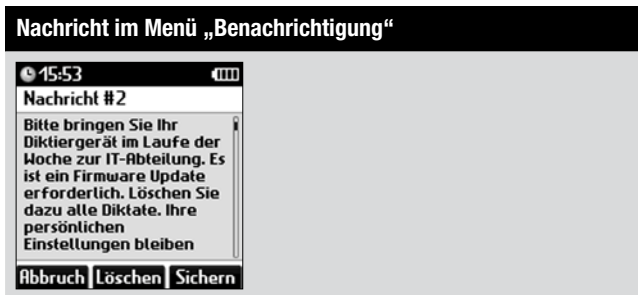 Nachricht im Menü „Benachrichtigung“
15:53
Nachricht #2
Bitte bringen Sie Ihr
Diktiergerät im Laufe der
Woche zur IT-Abteilung. Es
ist ein Firmware Update
erforderlich. Löschen Sie
dazu alle Diktate. Ihre
persönlichen
Einstellungen bleiben
Abbruch Löschen Sichern